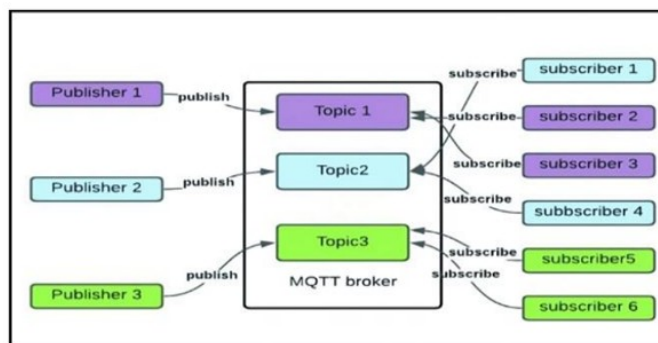 Publisher 1
publish
Publisher 2
publish
Publisher 3
publish
Topic 1
Topic2
Topic3
MQTT broker
subscribe
subscribe
subscribe
subscribe
subscribe
subscribe
subscriber 1
subscriber 2
subscriber 3
subbscriber 4
subscriber5
subscriber 6